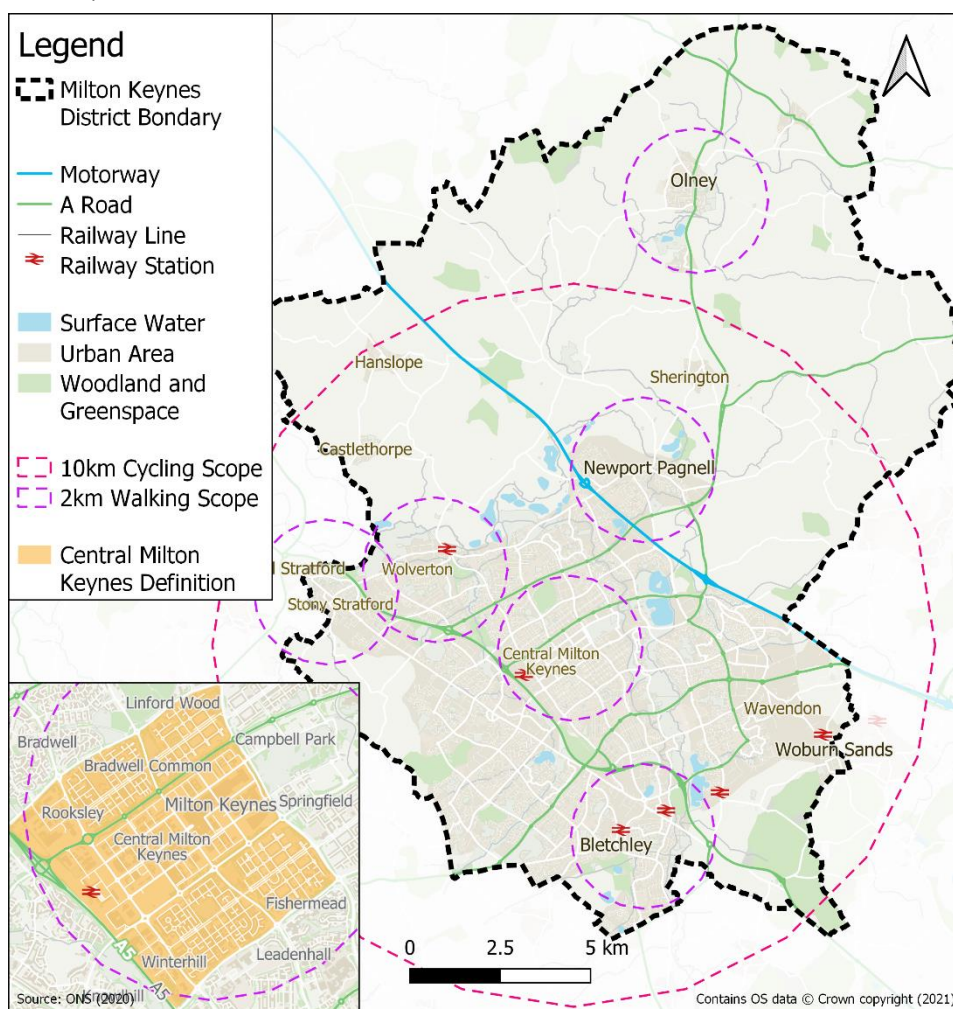 Legend
Milton Keynes
District Bondary
Motorway
A Road
Railway Line
Railway Station
Surface Water
Urban Area
Woodland and
Greenspace
10km Cycling Scope
2km Walking Scope
Central Milton
Keynes Definition
Olney
Hanslope
Sherington
Castlethorpe
Newport Pagnell
Wolverton
Stratford
Stony Stratford
Central Milton
Keynes
Wavendon
Woburn Sands
Bletchley
Linford Wood
Bradwell
Campbell Park
Bradwell Common
Rooksley
Milton Keynes
Springfield
Central Milton
Keynes
Fishermead
A5
Winterhill
Leadenhall
A5
Knowlhill
Source: ONS (2020)
0 2.5 5 km
Contains OS data © Crown copyright (2021)